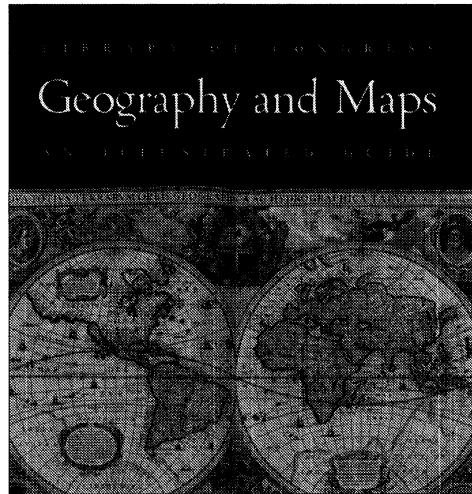 LIBRARY OF CONGRESS
Geography and Maps
AN ILLUSTRATED GUIDE